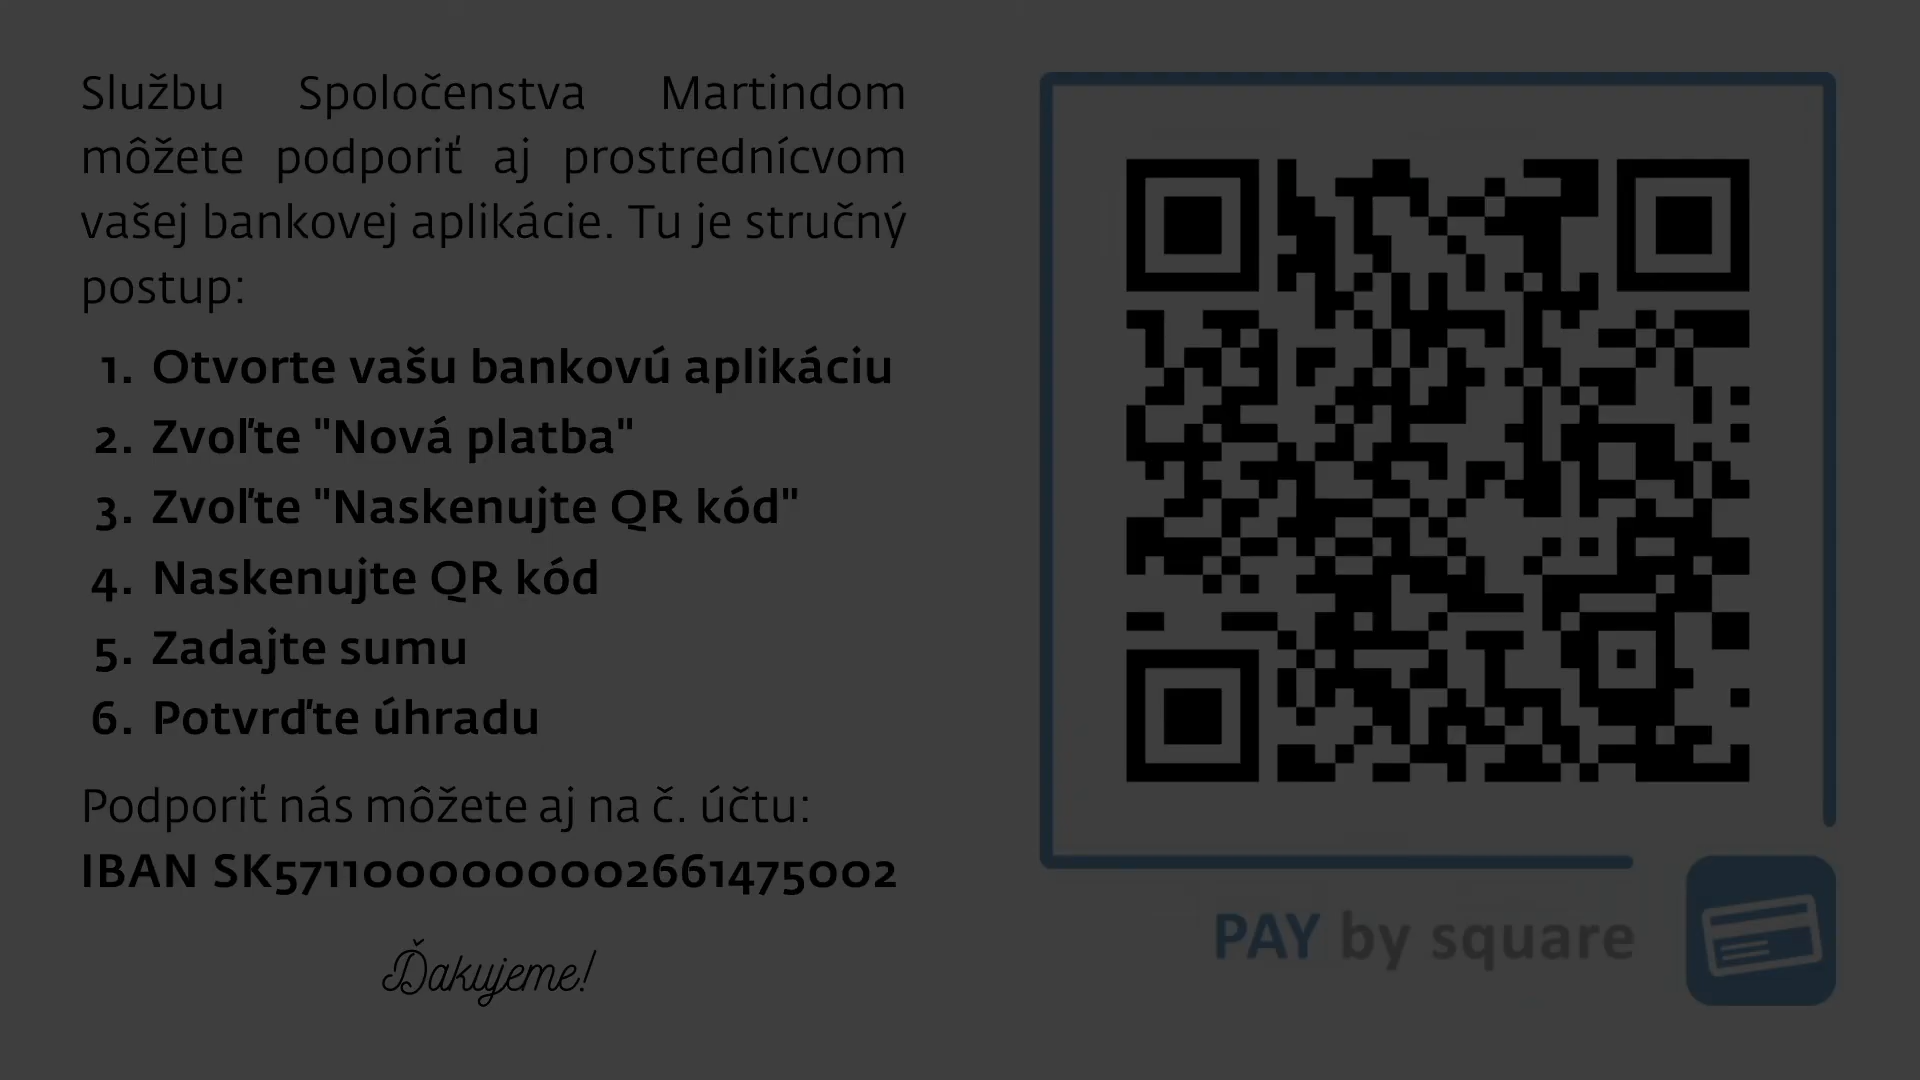 Službu Spoločenstva Martindom
môžete podporiť aj prostrednícvom
vašej bankovej aplikácie. Tu je stručný
postup:
1. Otvorte vašu bankovú aplikáciu
2. Zvoľte "Nová platba"
3. Zvoľte "Naskenujte QR kód"
4. Naskenujte QR kód
5. Zadajte sumu
6. Potvrďte úhradu
Podporiť nás môžete aj na č. účtu:
IBAN SK5711000000002661475002
Ďakujeme!
PAY by square